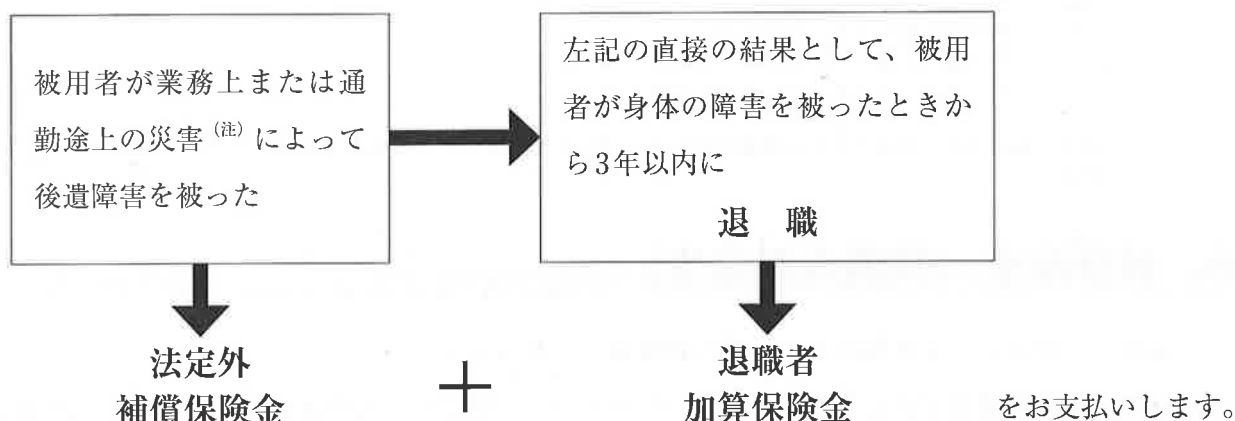 被用者が業務上または通
勤途上の災害(注)によって
後遺障害を被った
左記の直接の結果として、被用
者が身体の障害を被ったときか
ら3年以内に
退　職
法定外
補償保険金
＋
退職者
加算保険金
をお支払いします。